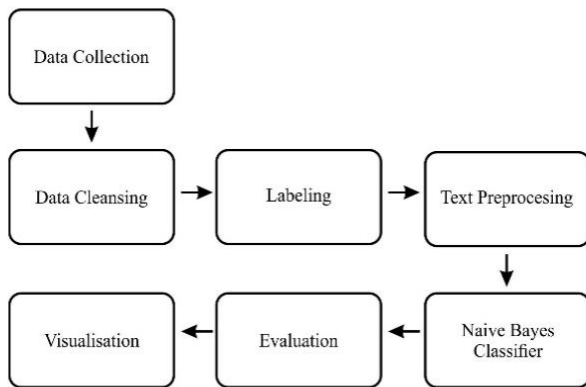 Data Collection
Data Cleansing
Labeling
Text Preprocesing
Naive Bayes
Classifier
Evaluation
Visualisation